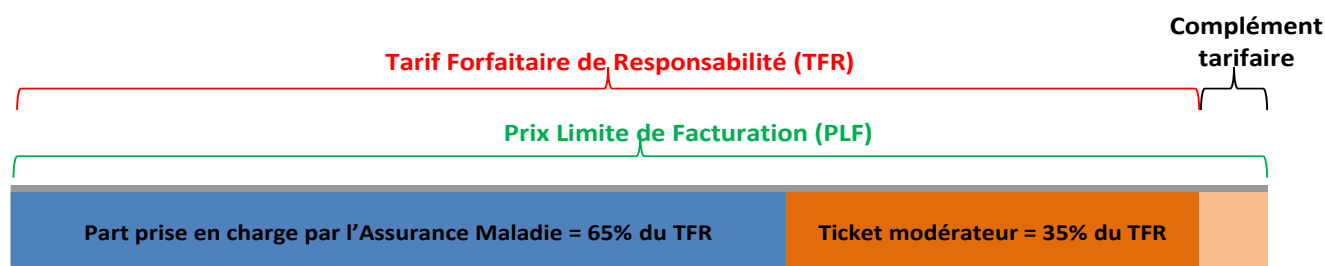 Complément
tarifaire
Tarif Forfaitaire de Responsabilité (TFR)
Prix Limite de Facturation (PLF)
Part prise en charge par l’Assurance Maladie = 65% du TFR
Ticket modérateur = 35% du TFR